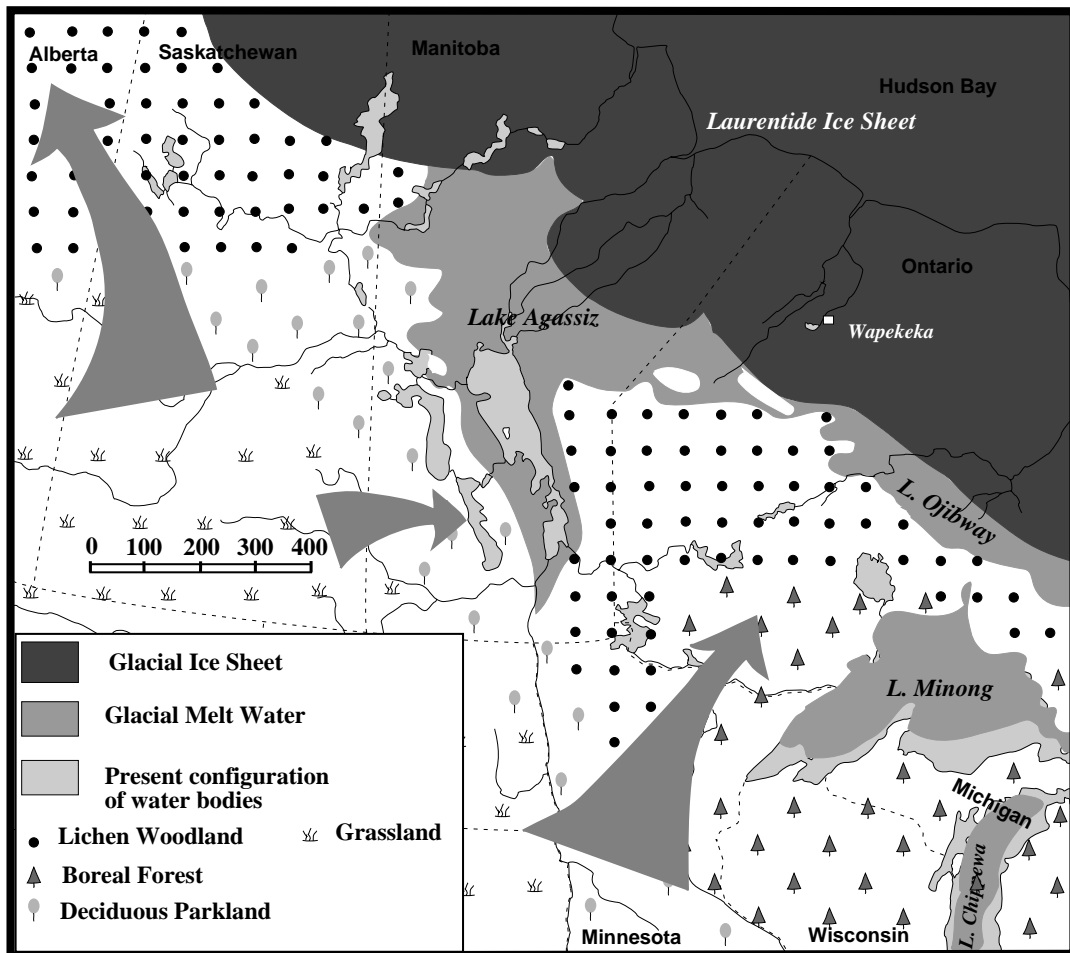 Alberta
Saskatchewan
Manitoba
Hudson Bay
Laurentide Ice Sheet
Ontario
Lake Agassiz
Wapekeka
L. Ojibway
0 100 200 300 400
Glacial Ice Sheet
Glacial Melt Water
Present configuration
of water bodies
Lichen Woodland
Grassland
Boreal Forest
Deciduous Parkland
L. Minong
Michigan
L. Chippewa
Minnesota
Wisconsin